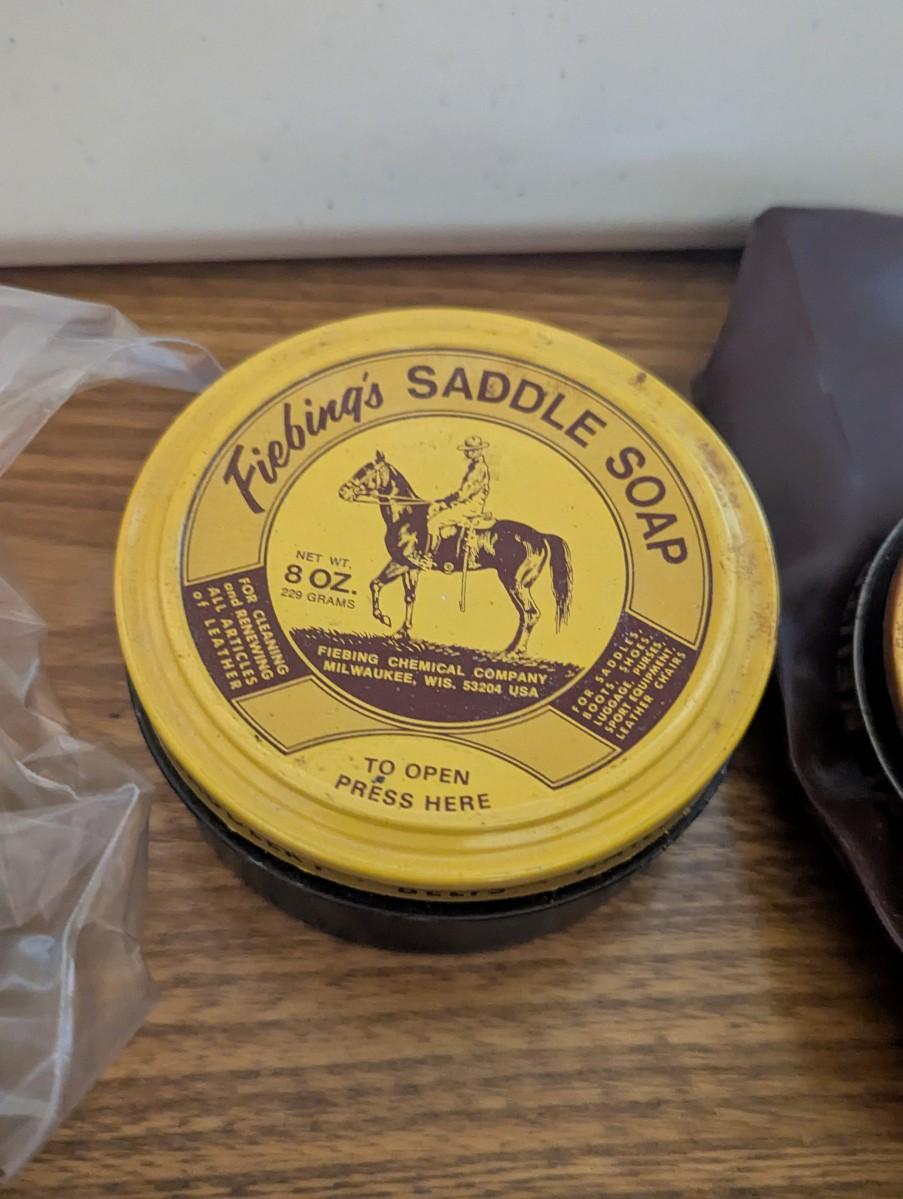 Fiebing's SADDLE SOAP
NET WT.
8 OZ.
229 GRAMS
FOR CLEANING
and RENEWING
ALL ARTICLES
of LEATHER
FIEBING CHEMICAL COMPANY
MILWAUKEE, WIS. 53204 USA
FOR SADDLES,
BOOTS, SHOES,
LUGGAGE, PURSES,
SPORT EQUIPMENT,
LEATHER CHAIRS
TO OPEN
PRESS HERE